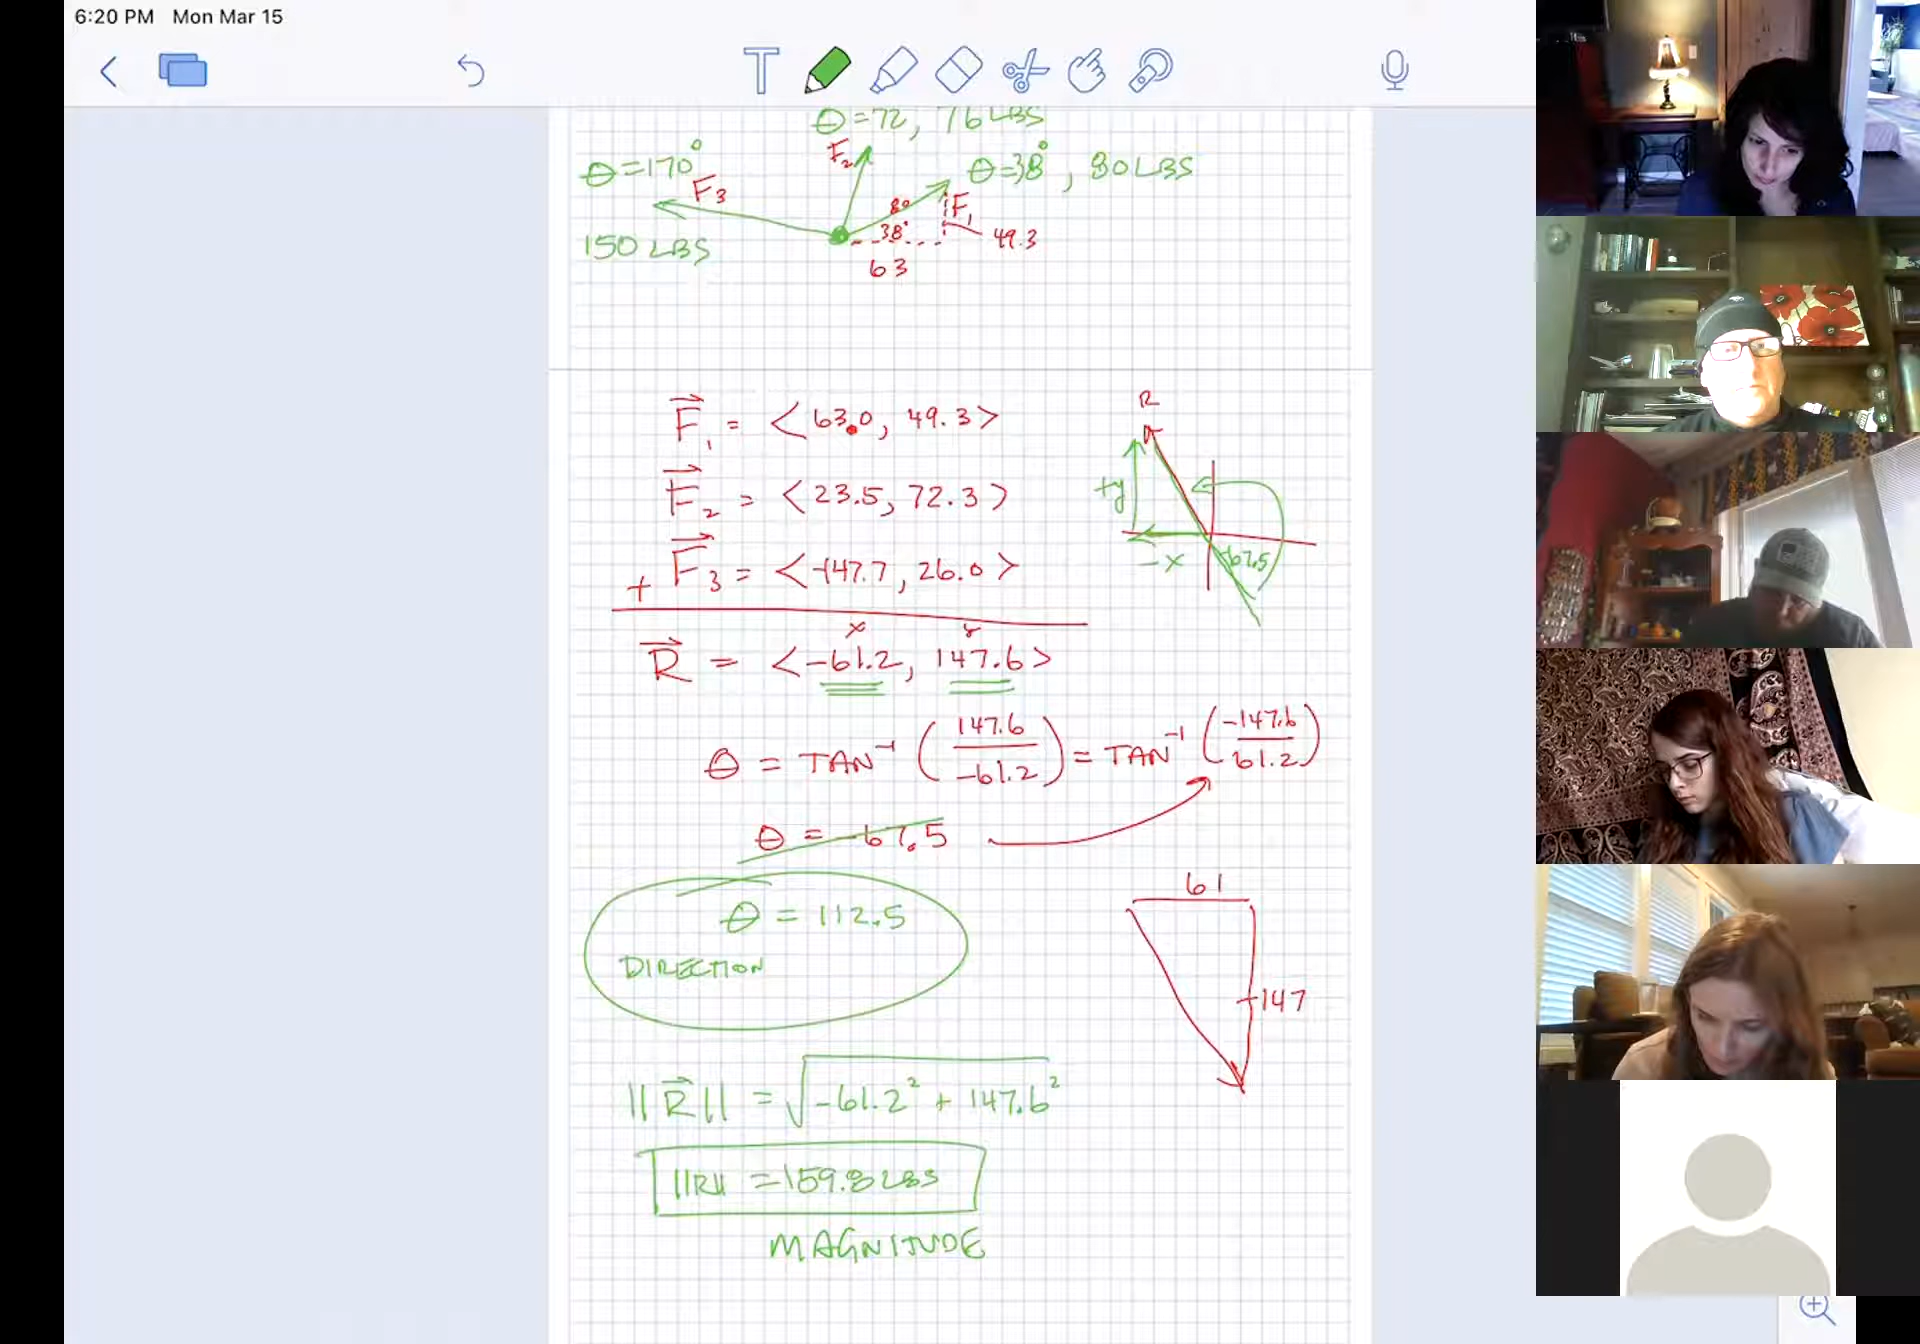 6:20 PM Mon Mar 15
T
θ=72, 76 LBS
θ=170°
F₂
θ=38°, 80 LBS
F₃
80
F₁
38°
49.3
150 LBS
63
F₁ = <63.0, 49.3>
R
F₂ = <23.5, 72.3>
+y
+ F₃ = <-147.7, 26.0>
-x
-67.5
x y
R = <-61.2, 147.6>
θ = TAN⁻¹ (147.6 / -61.2) = TAN⁻¹ (-147.6 / 61.2)
θ = -67.5
61
θ = 112.5
DIRECTION
-147
||R|| = √-61.2² + 147.6²
||R|| = 159.8 LBS
MAGNITUDE